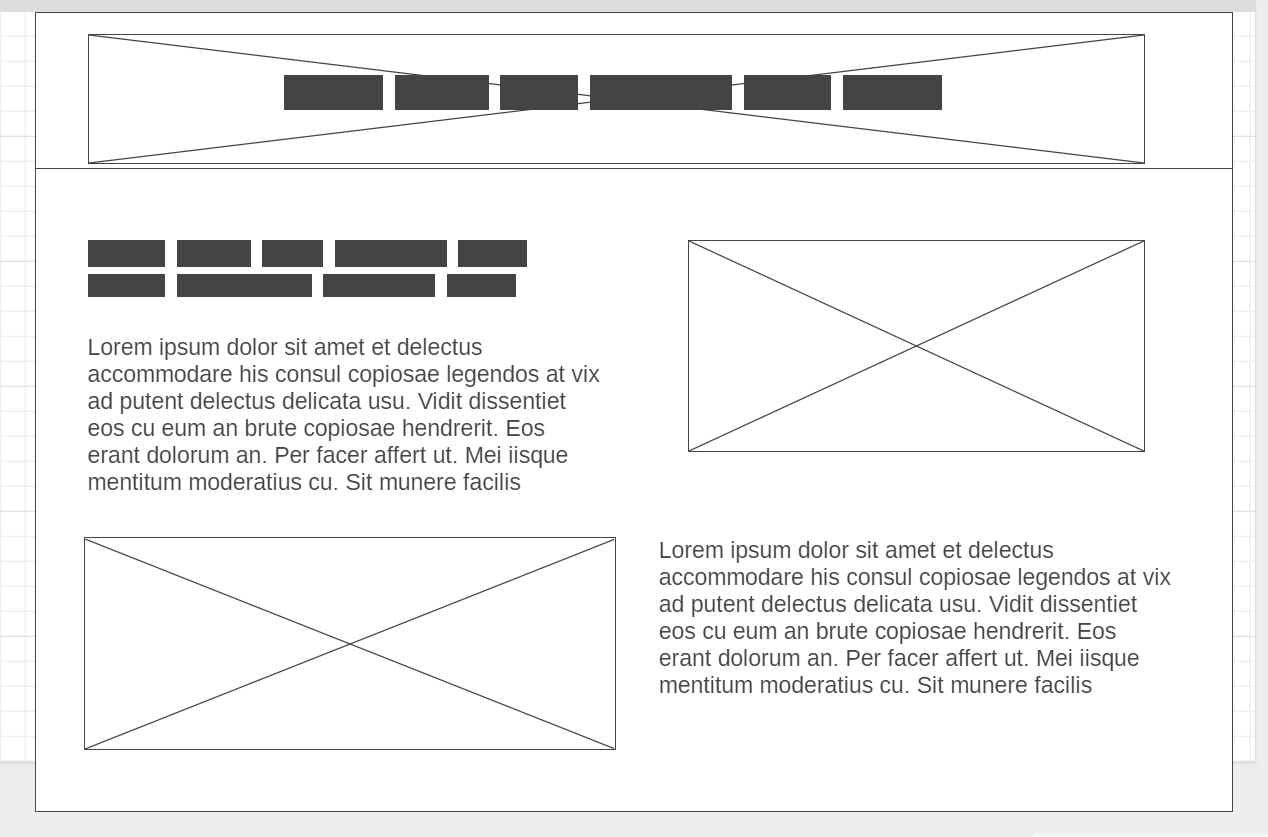 Lorem ipsum dolor sit amet et delectus
accommodare his consul copiosae legendos at vix
ad putent delectus delicata usu. Vidit dissentiet
eos cu eum an brute copiosae hendrerit. Eos
erant dolorum an. Per facer affert ut. Mei iisque
mentitum moderatius cu. Sit munere facilis
Lorem ipsum dolor sit amet et delectus
accommodare his consul copiosae legendos at vix
ad putent delectus delicata usu. Vidit dissentiet
eos cu eum an brute copiosae hendrerit. Eos
erant dolorum an. Per facer affert ut. Mei iisque
mentitum moderatius cu. Sit munere facilis